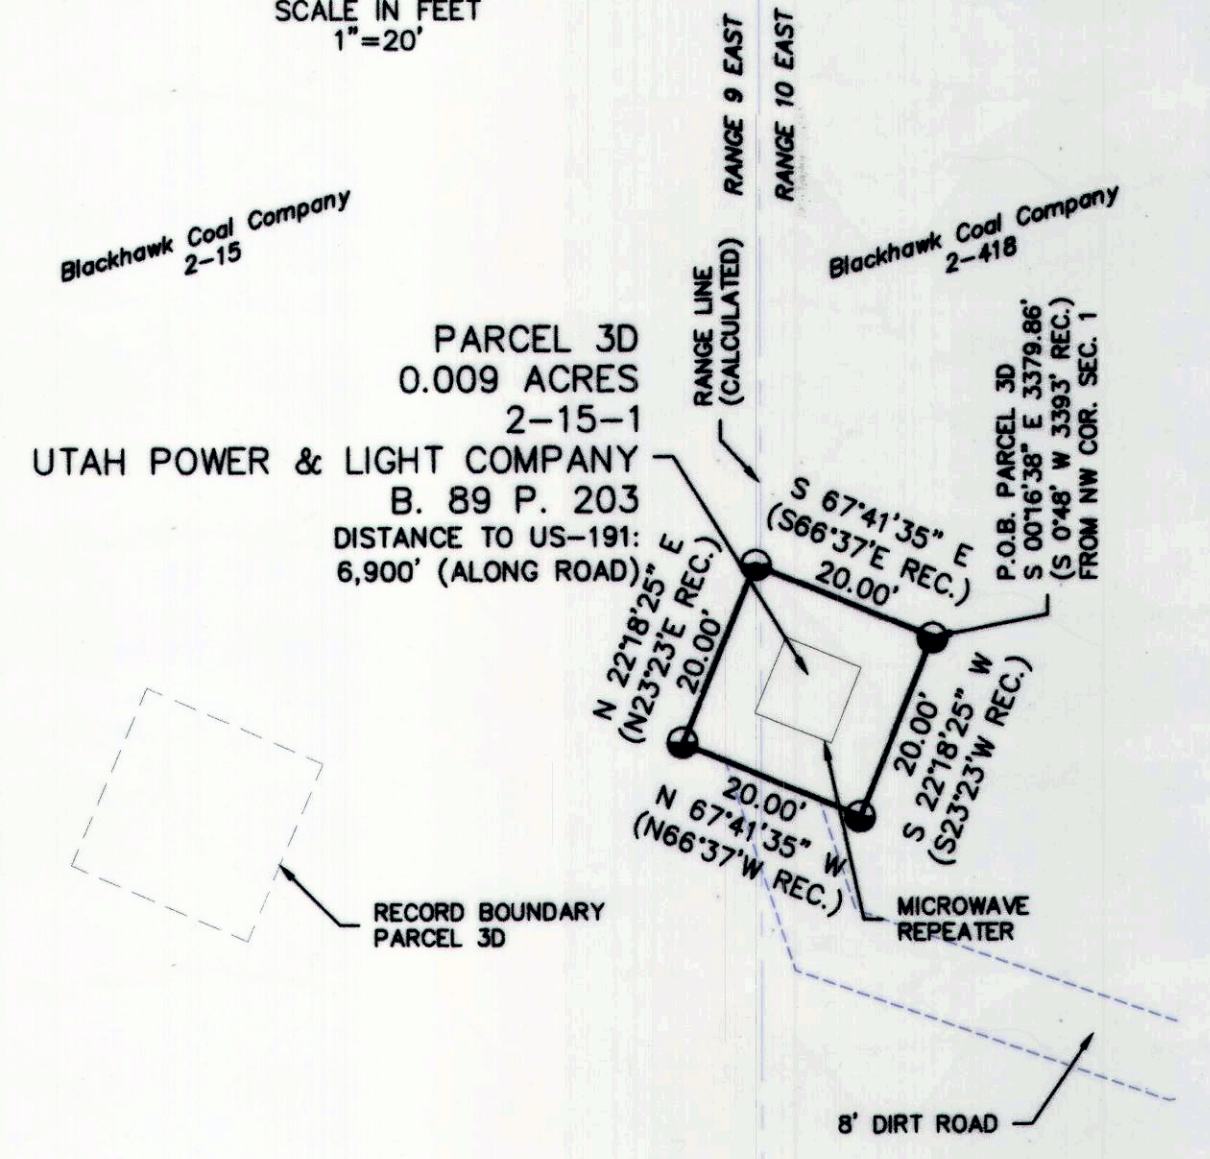 SCALE IN FEET
1"=20'
RANGE 9 EAST
RANGE 10 EAST
Blackhawk Coal Company
2-15
Blackhawk Coal Company
2-418
RANGE LINE
(CALCULATED)
PARCEL 3D
0.009 ACRES
2-15-1
UTAH POWER & LIGHT COMPANY
B. 89 P. 203
DISTANCE TO US-191:
6,900' (ALONG ROAD)
P.O.B. PARCEL 3D
S 00°16'38" E 3379.86'
(S 0°48' W 3393' REC.)
FROM NW COR. SEC. 1
S 67°41'35" E
(S66°37'E REC.)
20.00'
N 22°18'25" E
(N23°23'E REC.)
20.00'
20.00'
S 22°18'25" W
(S23°23'W REC.)
20.00'
N 67°41'35" W
(N66°37'W REC.)
RECORD BOUNDARY
PARCEL 3D
MICROWAVE
REPEATER
8' DIRT ROAD